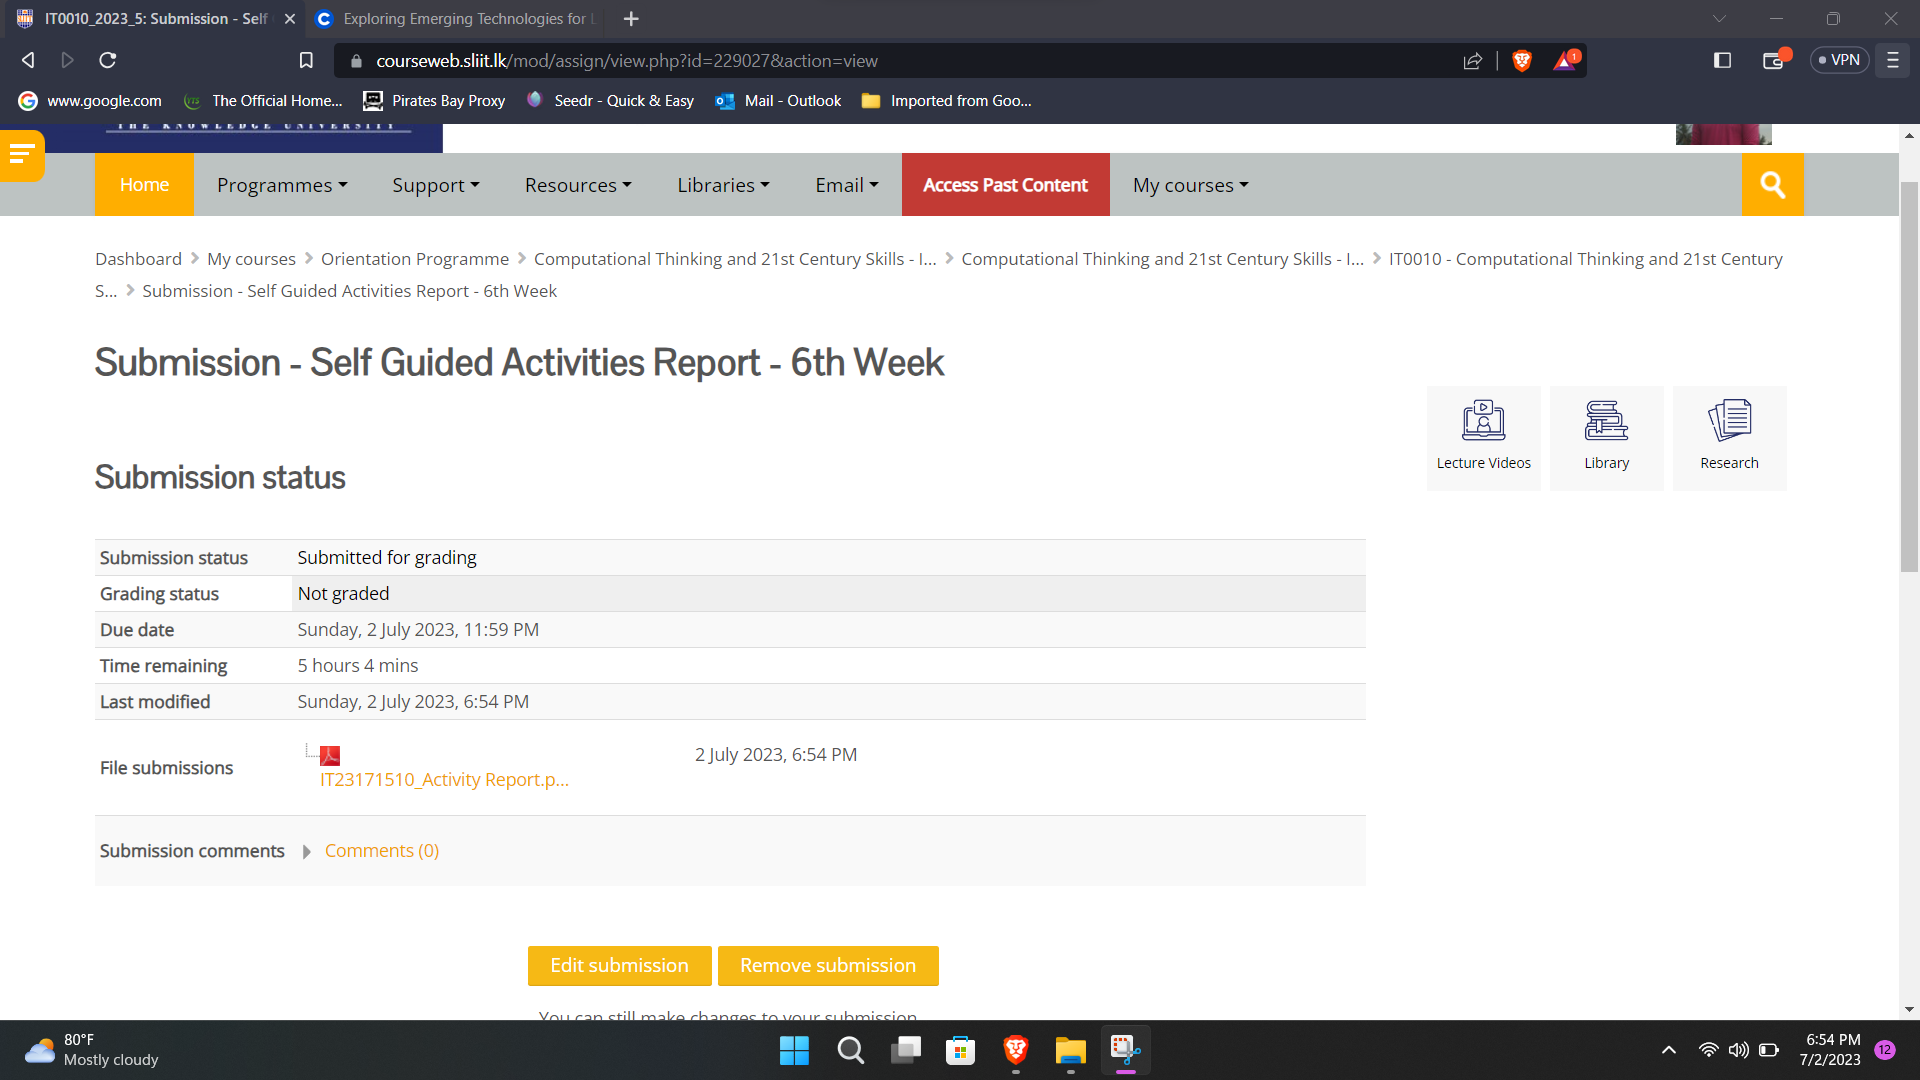 IT0010_2023_5: Submission - Self
Exploring Emerging Technologies for L
courseweb.sliit.lk/mod/assign/view.php?id=229027&action=view
1
VPN
www.google.com
The Official Home...
Pirates Bay Proxy
Seedr - Quick & Easy
Mail - Outlook
Imported from Goo...
THE KNOWLEDGE UNIVERSITY
Home
Programmes
Support
Resources
Libraries
Email
Access Past Content
My courses
Dashboard > My courses > Orientation Programme > Computational Thinking and 21st Century Skills - I... > Computational Thinking and 21st Century Skills - I... > IT0010 - Computational Thinking and 21st Century
S... > Submission - Self Guided Activities Report - 6th Week
Submission - Self Guided Activities Report - 6th Week
Lecture Videos
Library
Research
Submission status
Submission status Submitted for grading
Grading status Not graded
Due date Sunday, 2 July 2023, 11:59 PM
Time remaining 5 hours 4 mins
Last modified Sunday, 2 July 2023, 6:54 PM
File submissions
2 July 2023, 6:54 PM
IT23171510_Activity Report.p...
Submission comments
Comments (0)
Edit submission
Remove submission
You can still make changes to your submission.
80°F
Mostly cloudy
6:54 PM
7/2/2023
12